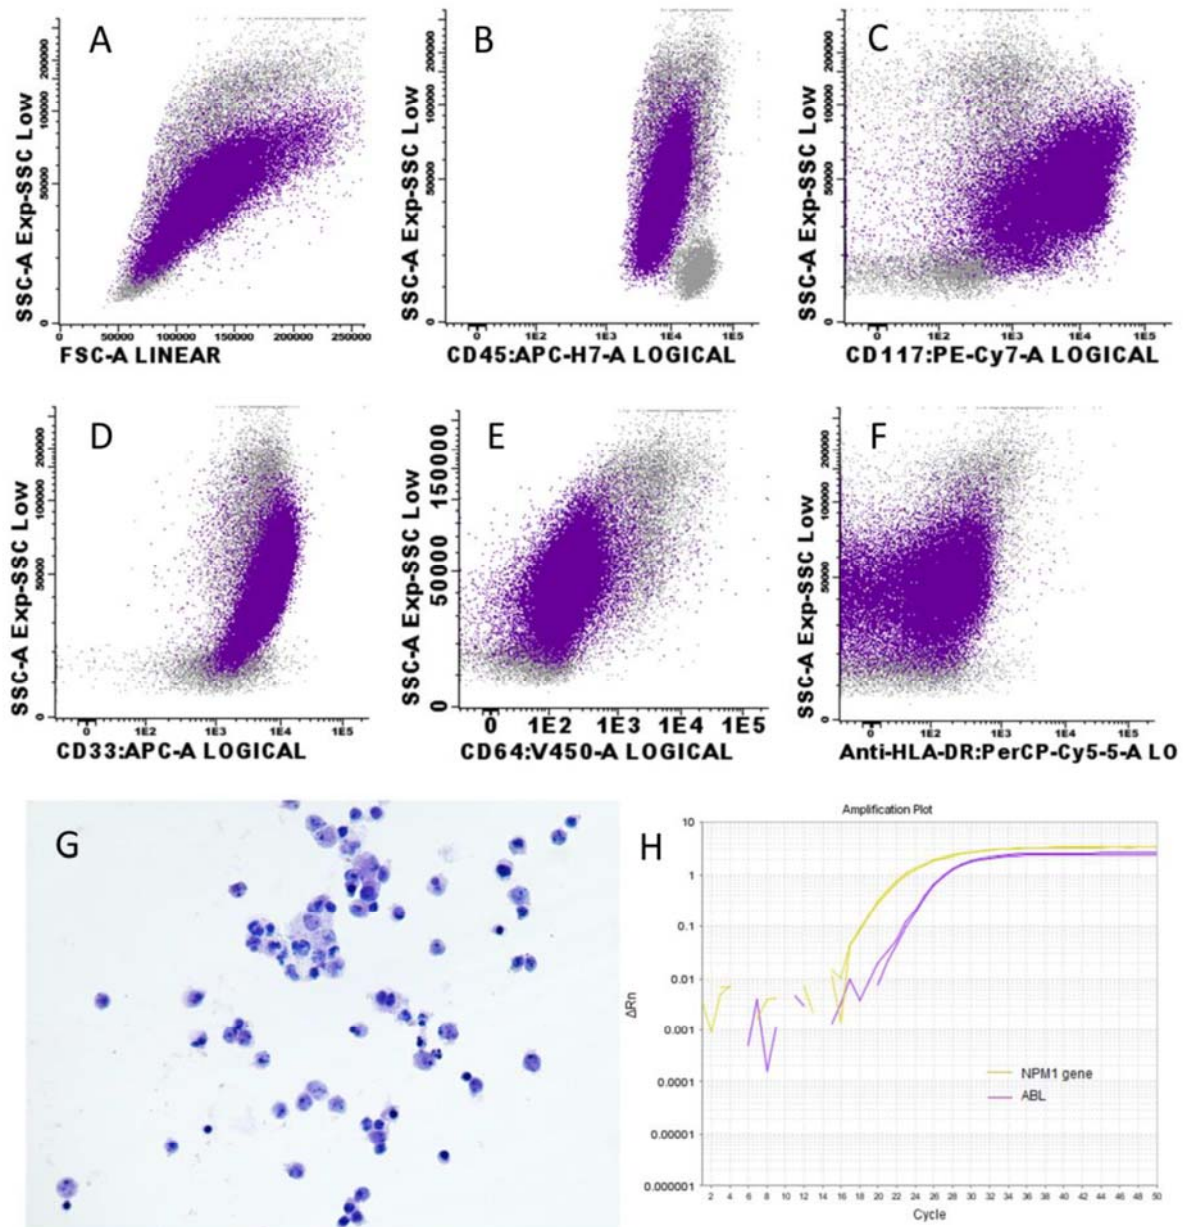 A
SSC-A Exp-SSC Low
0
50000
100000
200000
0 50000 100000 150000 200000 250000
FSC-A LINEAR
B
SSC-A Exp-SSC Low
0
50000
100000
200000
0 1E2 1E3 1E4 1E5
CD45:APC-H7-A LOGICAL
C
SSC-A Exp-SSC Low
0
50000
100000
200000
0 1E2 1E3 1E4 1E5
CD117:PE-Cy7-A LOGICAL
D
SSC-A Exp-SSC Low
0
50000
100000
200000
0 1E2 1E3 1E4 1E5
CD33:APC-A LOGICAL
E
SSC-A Exp-SSC Low
0
50000
150000
0 1E2 1E3 1E4 1E5
CD64:V450-A LOGICAL
F
SSC-A Exp-SSC Low
0
50000
100000
200000
0 1E2 1E3 1E4 1E5
Anti-HLA-DR:PerCP-Cy5-5-A LO
G
H
Amplification Plot
10
1
0.1
0.01
0.001
0.0001
0.00001
0.000001
ΔRn
NPM1 gene
ABL
2 4 6 8 10 12 14 16 18 20 22 24 26 28 30 32 34 36 38 40 42 44 46 48 50
Cycle